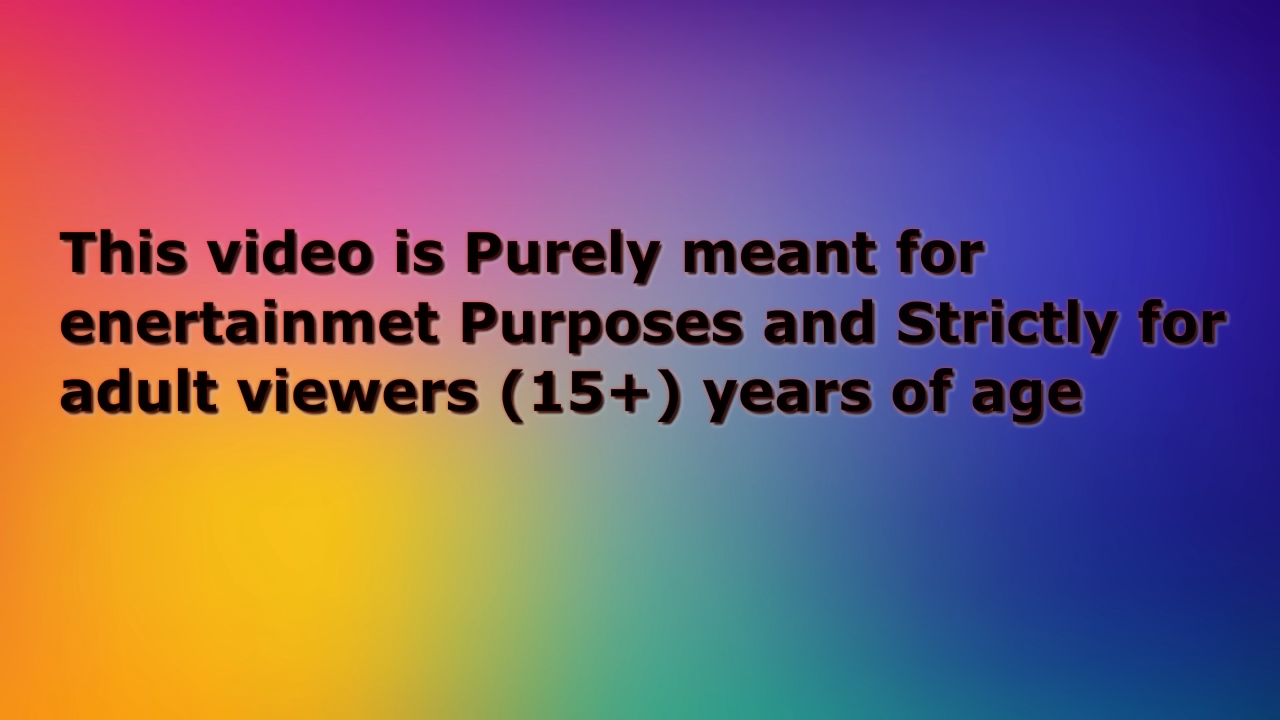 This video is Purely meant for
enertainmet Purposes and Strictly for
adult viewers (15+) years of age